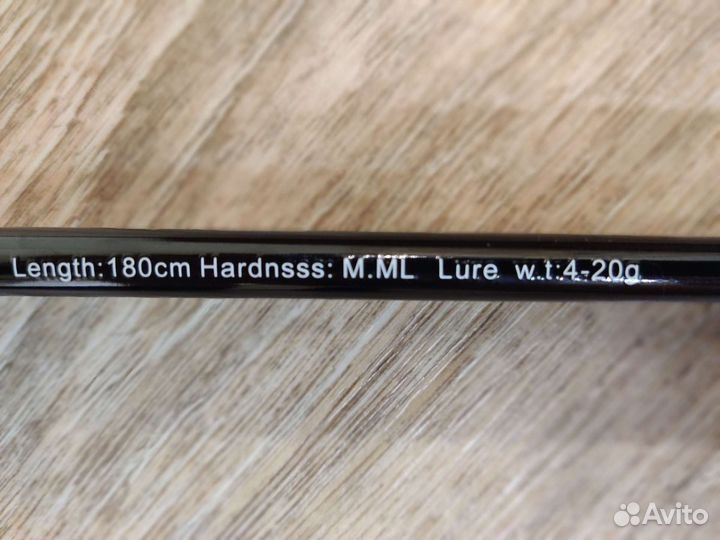 Length:180cm Hardnsss: M.ML Lure w.t:4-20g
Avito